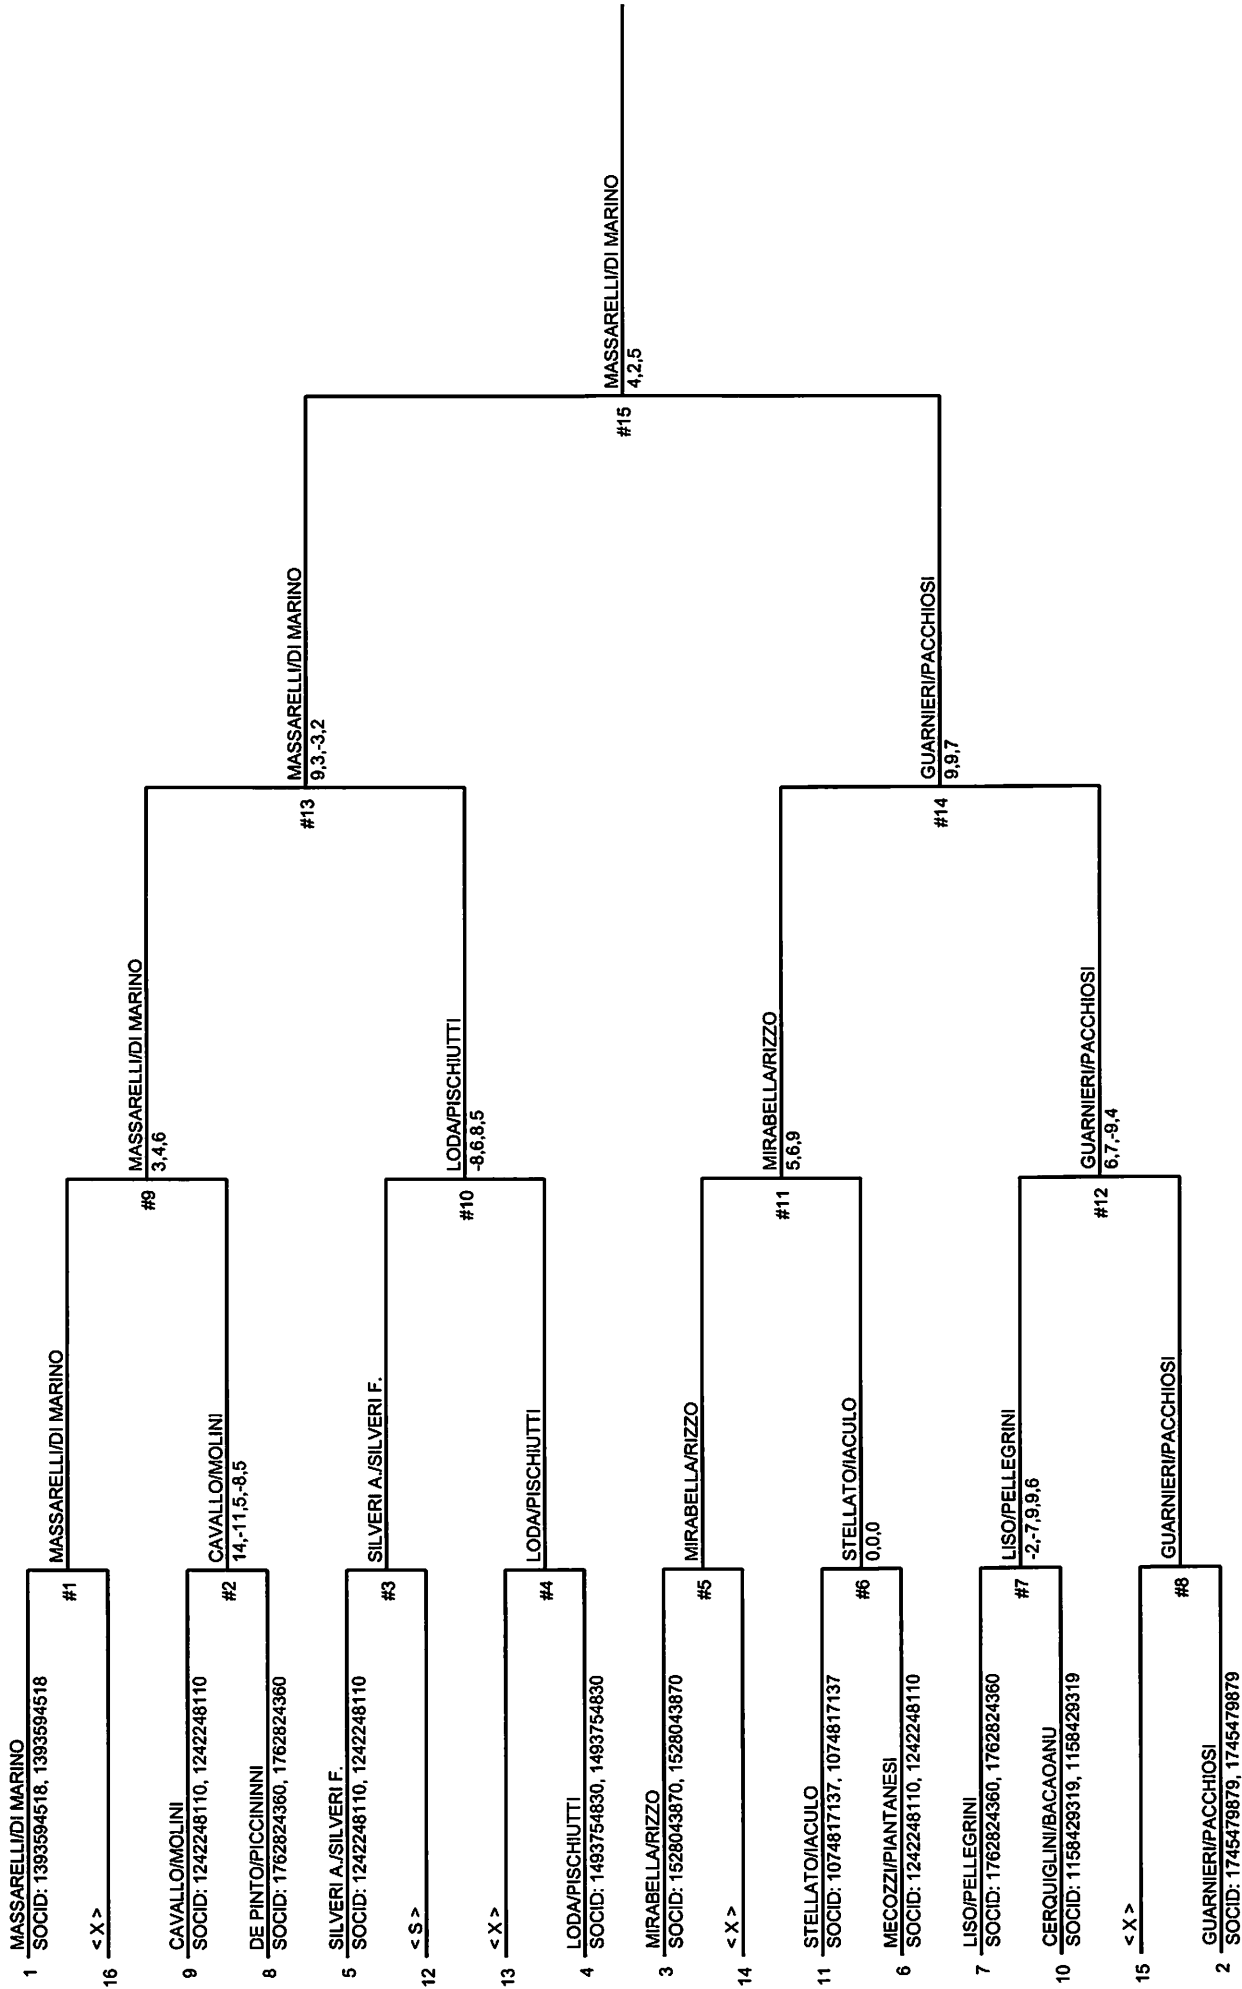 1
MASSARELLI/DI MARINO
SOCID: 1393594518, 1393594518
16
< X >
9
CAVALLO/MOLINI
SOCID: 1242248110, 1242248110
8
DE PINTO/PICCININNI
SOCID: 1762824360, 1762824360
5
SILVERI A./SILVERI F.
SOCID: 1242248110, 1242248110
12
< S >
13
< X >
4
LODA/PISCHIUTTI
SOCID: 1493754830, 1493754830
3
MIRABELLA/RIZZO
SOCID: 1528043870, 1528043870
14
< X >
11
STELLATO/IACULO
SOCID: 1074817137, 1074817137
6
MECOZZI/PIANTANESI
SOCID: 1242248110, 1242248110
7
LISO/PELLEGRINI
SOCID: 1762824360, 1762824360
10
CERQUIGLINI/BACAOANU
SOCID: 1158429319, 1158429319
15
< X >
2
GUARNIERI/PACCHIOSI
SOCID: 1745479879, 1745479879
#1
MASSARELLI/DI MARINO
#2
CAVALLO/MOLINI
14,-11,5,-8,5
#3
SILVERI A./SILVERI F.
#4
LODA/PISCHIUTTI
#5
MIRABELLA/RIZZO
#6
STELLATO/IACULO
0,0,0
#7
LISO/PELLEGRINI
-2,-7,9,9,6
#8
GUARNIERI/PACCHIOSI
#9
MASSARELLI/DI MARINO
3,4,6
#10
LODA/PISCHIUTTI
-8,6,8,5
#11
MIRABELLA/RIZZO
5,6,9
#12
GUARNIERI/PACCHIOSI
6,7,-9,4
#13
MASSARELLI/DI MARINO
9,3,-3,2
#14
GUARNIERI/PACCHIOSI
9,9,7
#15
MASSARELLI/DI MARINO
4,2,5